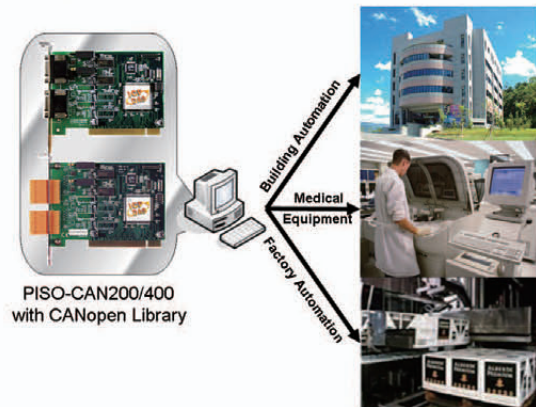 Building Automation
Medical
Equipment
Factory Automation
PISO-CAN200/400
with CANopen Library